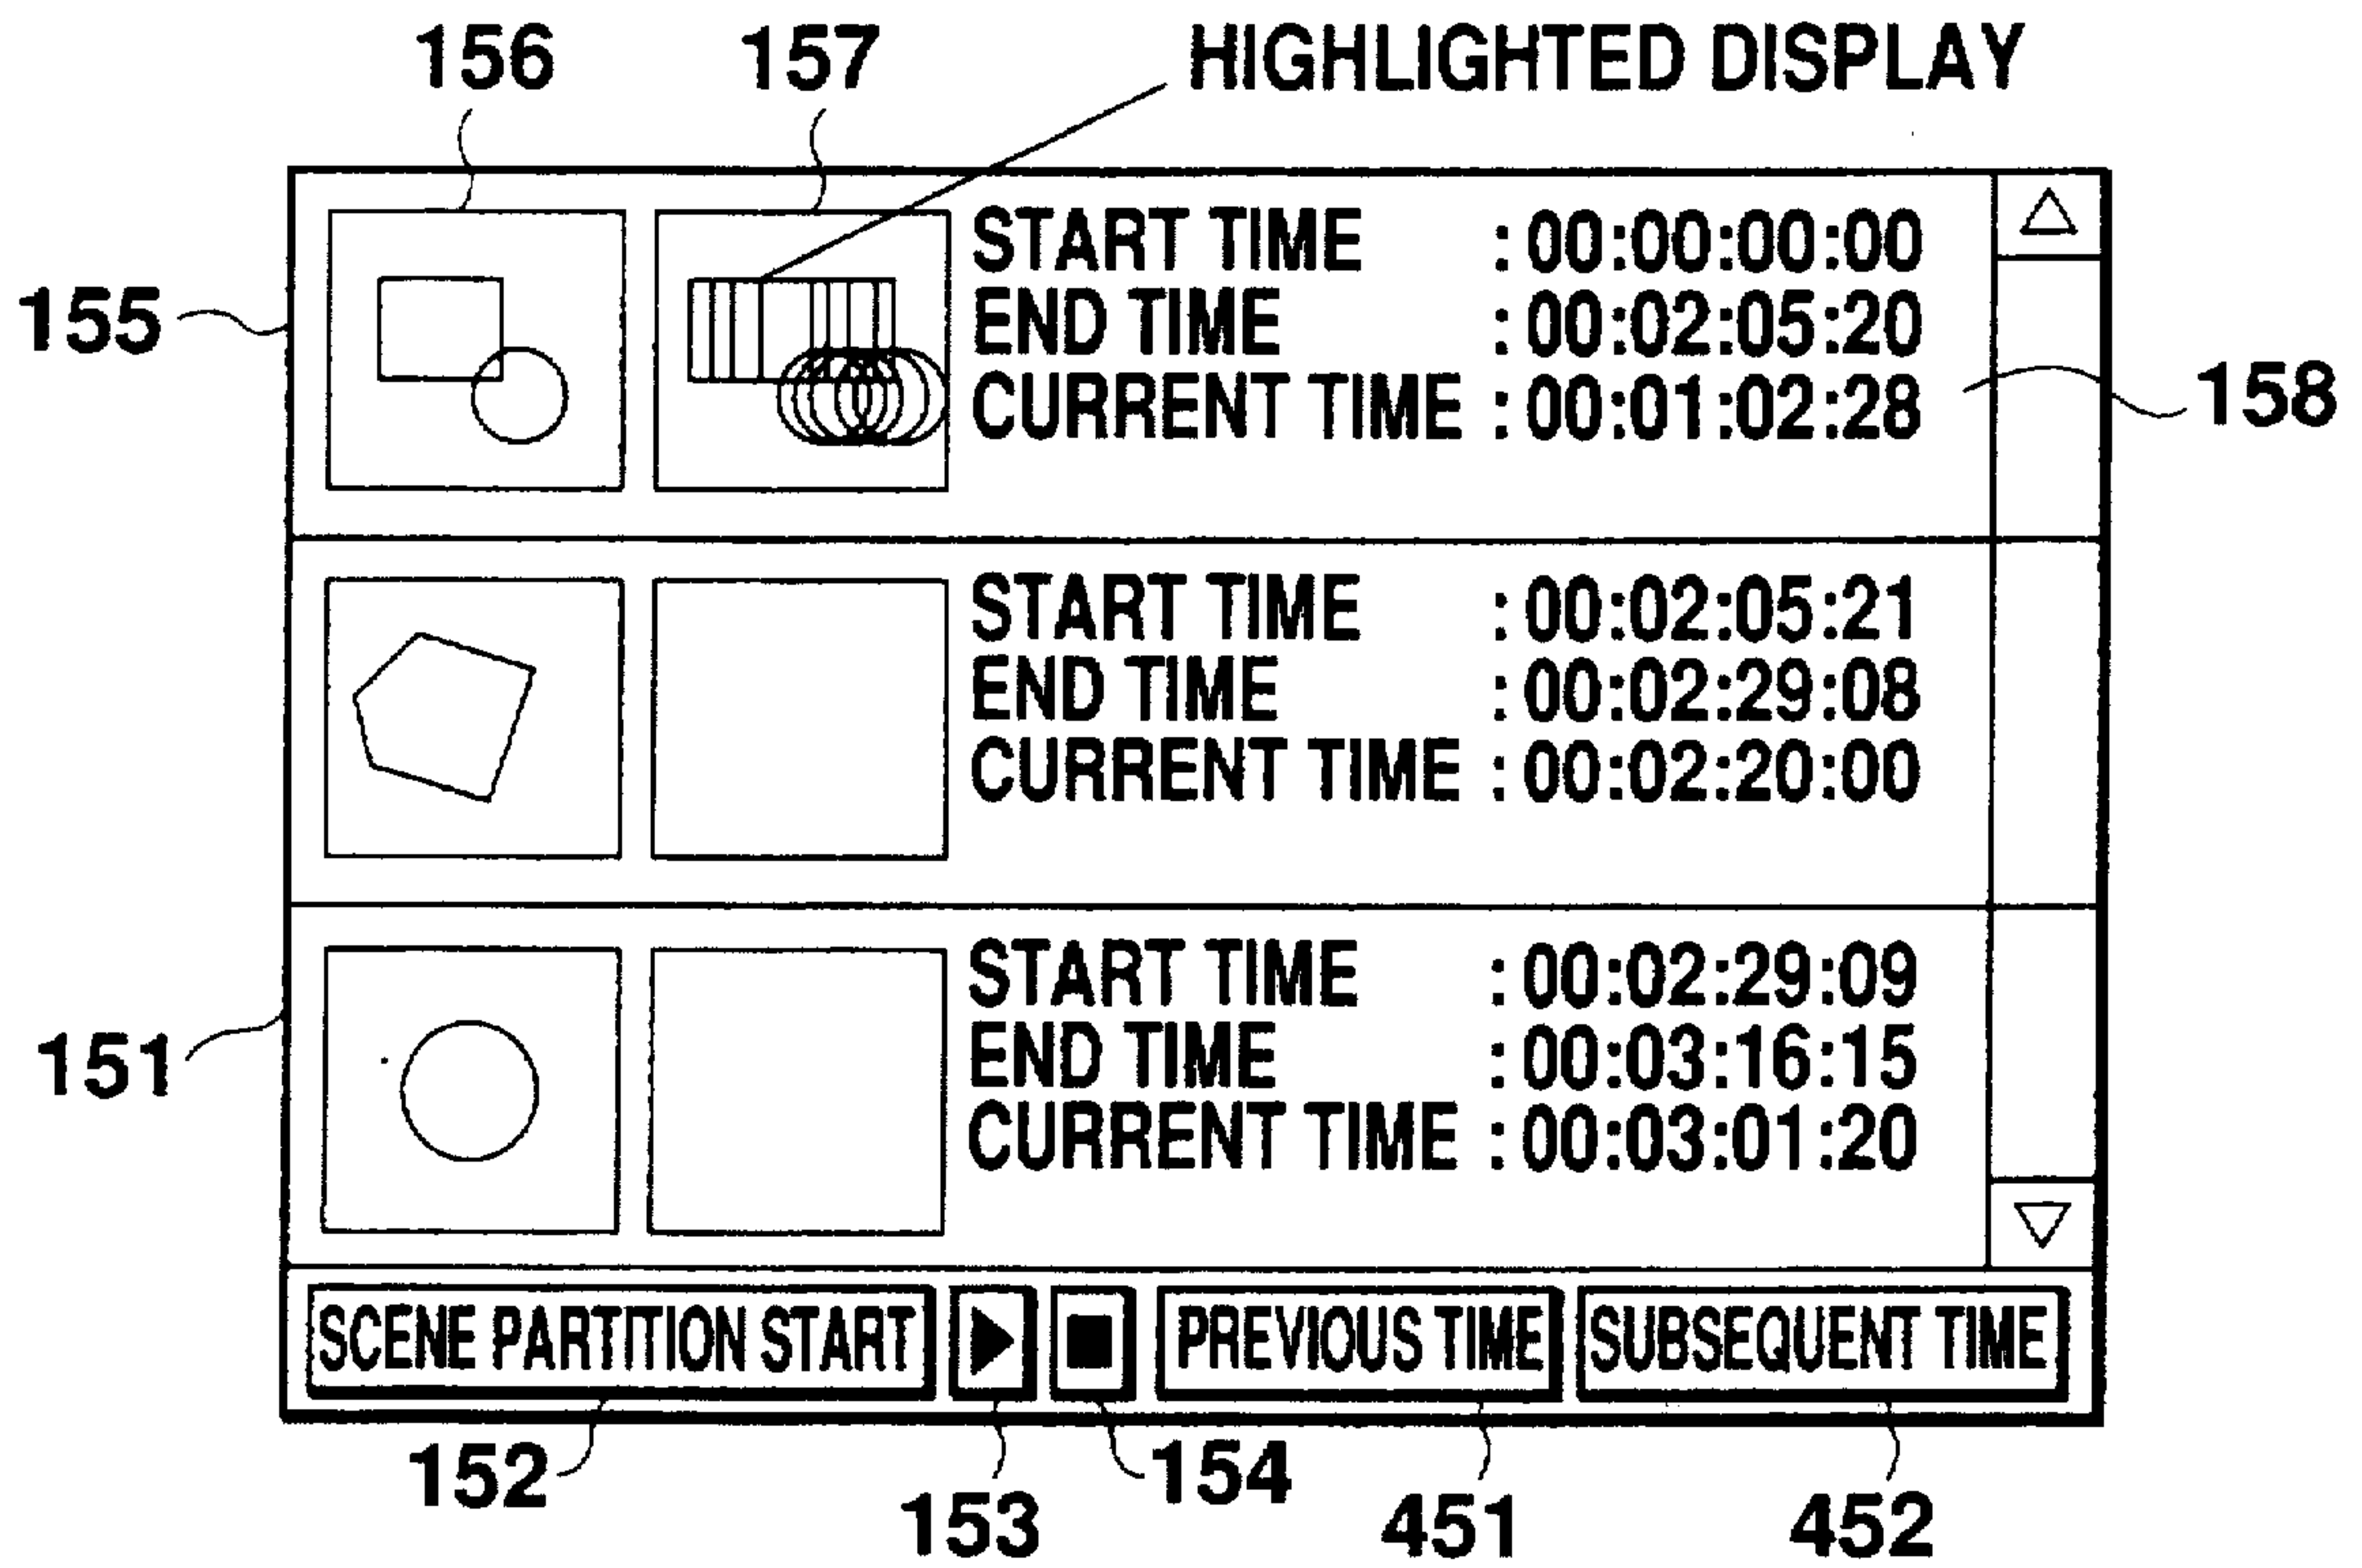 156 157 HIGHLIGHTED DISPLAY
START TIME : 00:00:00:00
155 END TIME : 00:02:05:20
CURRENT TIME : 00:01:02:28 158
START TIME : 00:02:05:21
END TIME : 00:02:29:08
CURRENT TIME : 00:02:20:00
START TIME : 00:02:29:09
151 END TIME : 00:03:16:15
CURRENT TIME : 00:03:01:20
SCENE PARTITION START PREVIOUS TIME SUBSEQUENT TIME
152 153 154 451 452